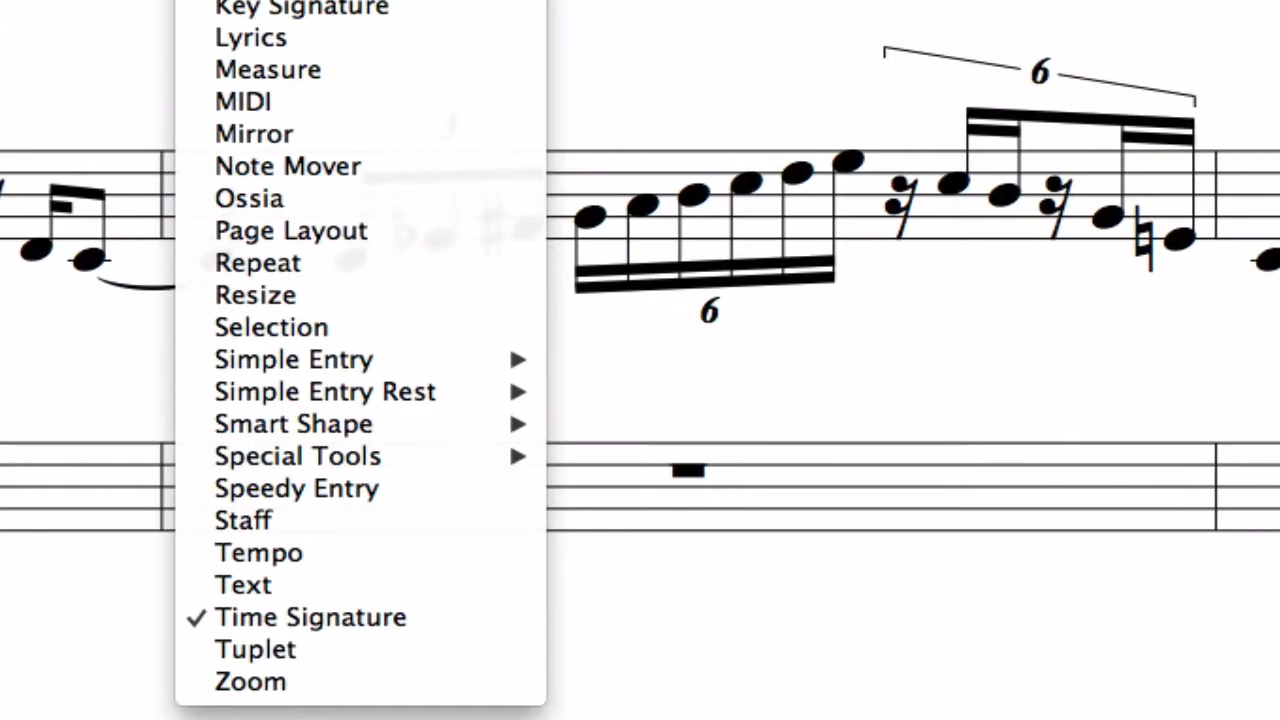 Key Signature
Lyrics
Measure
MIDI
Mirror
Note Mover
Ossia
Page Layout
Repeat
Resize
Selection
Simple Entry
Simple Entry Rest
Smart Shape
Special Tools
Speedy Entry
Staff
Tempo
Text
Time Signature
Tuplet
Zoom
6
6